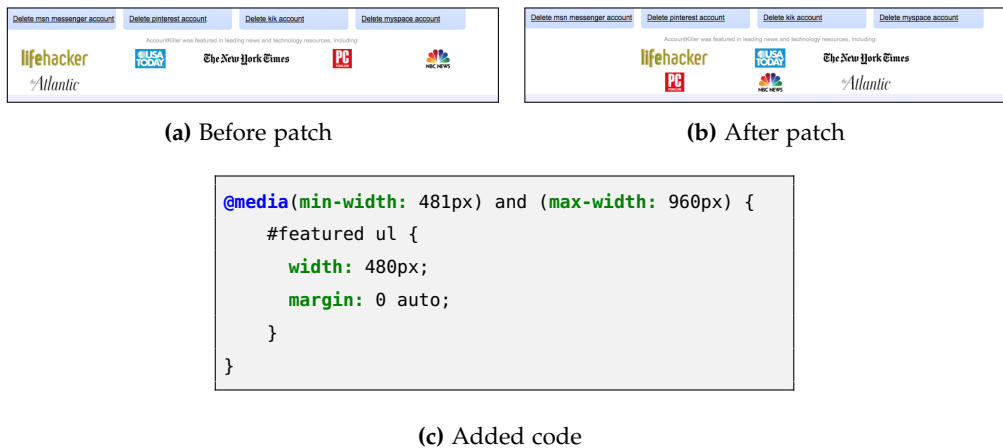 Delete msn messenger account Delete pinterest account Delete kik account Delete myspace account
AccountKiller was featured in leading news and technology resources, including:
lifehacker USA TODAY The New York Times PC NBC NEWS
the Atlantic
(a) Before patch
Delete msn messenger account Delete pinterest account Delete kik account Delete myspace account
AccountKiller was featured in leading news and technology resources, including:
lifehacker USA TODAY The New York Times
PC NBC NEWS the Atlantic
(b) After patch
@media(min-width: 481px) and (max-width: 960px) {
#featured ul {
width: 480px;
margin: 0 auto;
}
}
(c) Added code